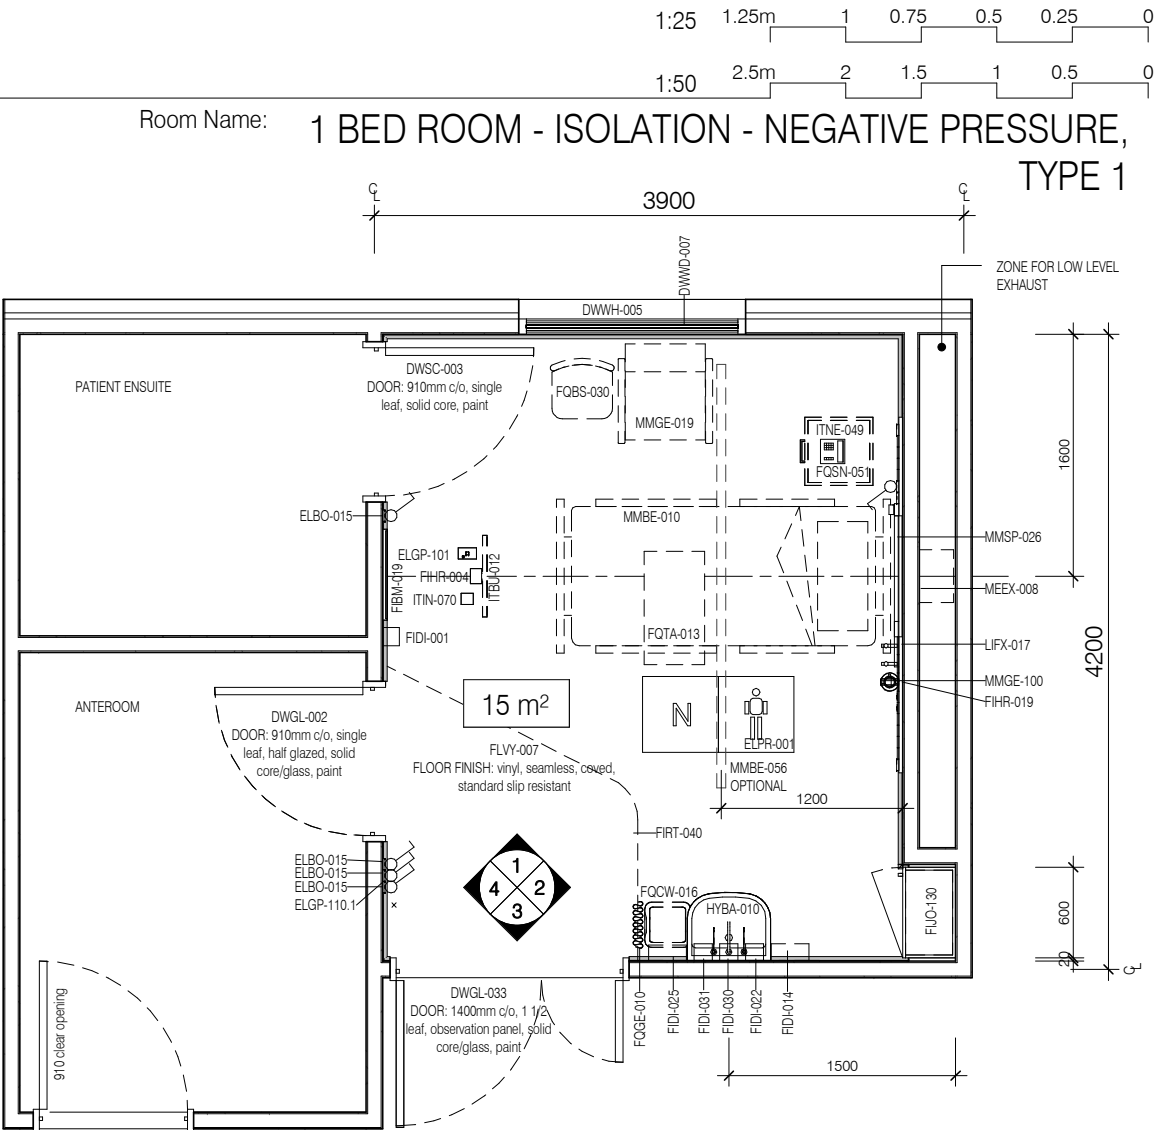 1:25 1.25m 1 0.75 0.5 0.25 0
1:50 2.5m 2 1.5 1 0.5 0
Room Name: 1 BED ROOM - ISOLATION - NEGATIVE PRESSURE,
TYPE 1
3900
DWWD-007
ZONE FOR LOW LEVEL
EXHAUST
DWWH-005
PATIENT ENSUITE
DWSC-003
DOOR: 910mm c/o, single
leaf, solid core, paint
FQBS-030
MMGE-019
ITNE-049
FQSN-051
1600
ELBO-015
MMBE-010
MMSP-026
ELGP-101
FIHR-004
ITIN-070
FIBM-019
ITBU-012
MEEX-008
FIDI-001
FQTA-013
LIFX-017
4200
MMGE-100
FIHR-019
ANTEROOM
15 m²
N
ELPR-001
DWGL-002
DOOR: 910mm c/o, single
leaf, half glazed, solid
core/glass, paint
FLVY-007
FLOOR FINISH: vinyl, seamless, coved,
standard slip resistant
MMBE-056
OPTIONAL
1200
FIRT-040
ELBO-015
ELBO-015
ELBO-015
ELGP-110.1
1
4 2
3
FQCW-016
HYBA-010
FIJO-130
600
20
910 clear opening
DWGL-033
DOOR: 1400mm c/o, 1 1/2
leaf, observation panel, solid
core/glass, paint
FQGE-010
FIDI-025
FIDI-031
FIDI-030
FIDI-022
FIDI-014
1500